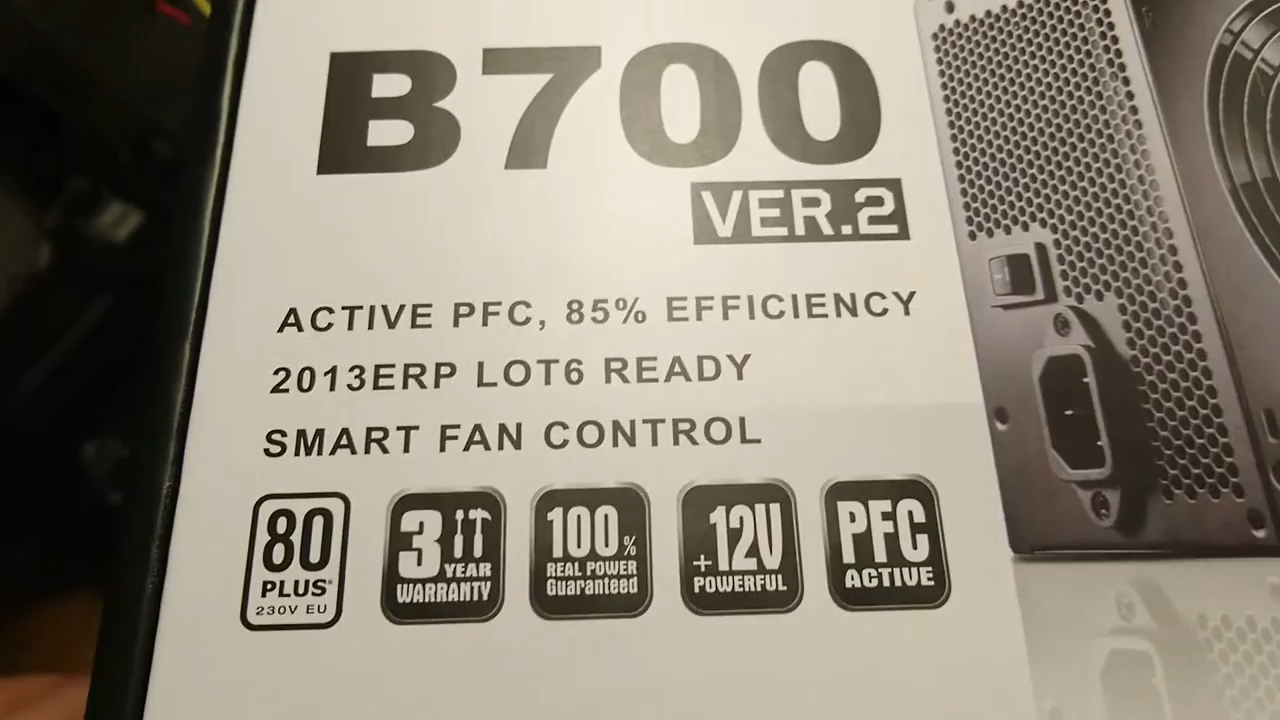 B700
VER.2
ACTIVE PFC, 85% EFFICIENCY
2013ERP LOT6 READY
SMART FAN CONTROL
80
PLUS®
230V EU
3
YEAR
WARRANTY
100%
REAL POWER
Guaranteed
+12V
POWERFUL
PFC
ACTIVE